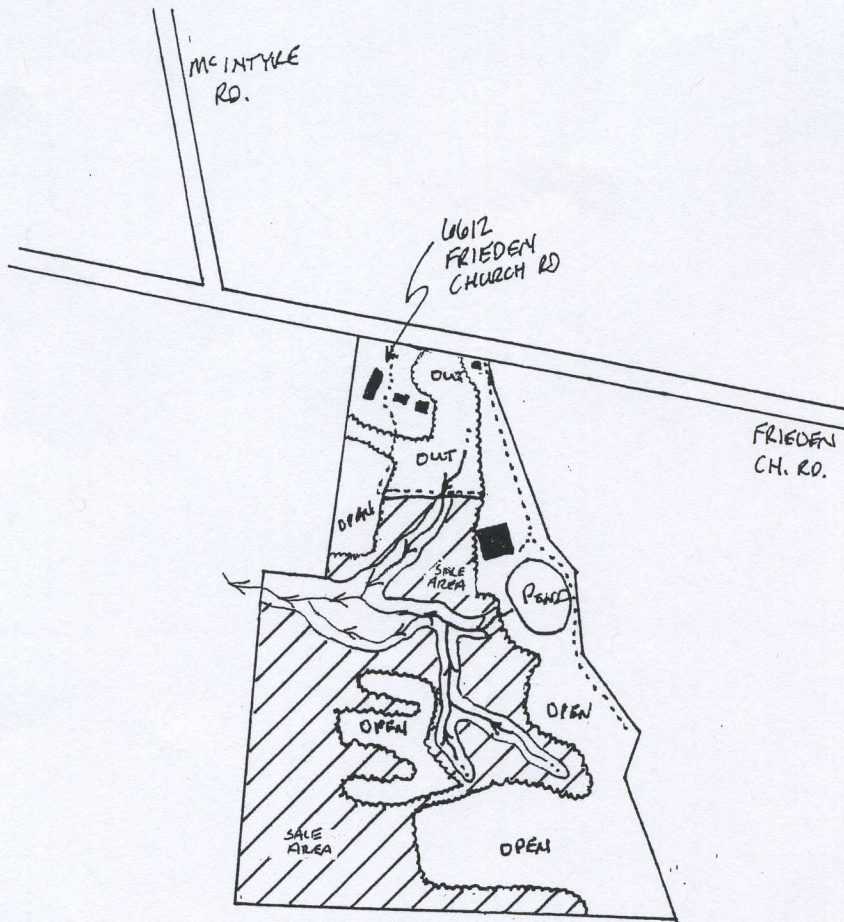 McINTYRE
RD.
6612
FRIEDEN
CHURCH RD
OUT
FRIEDEN
CH. RD.
OUT
OPEN
SALE
AREA
POND
OPEN
OPEN
SALE
AREA
OPEN